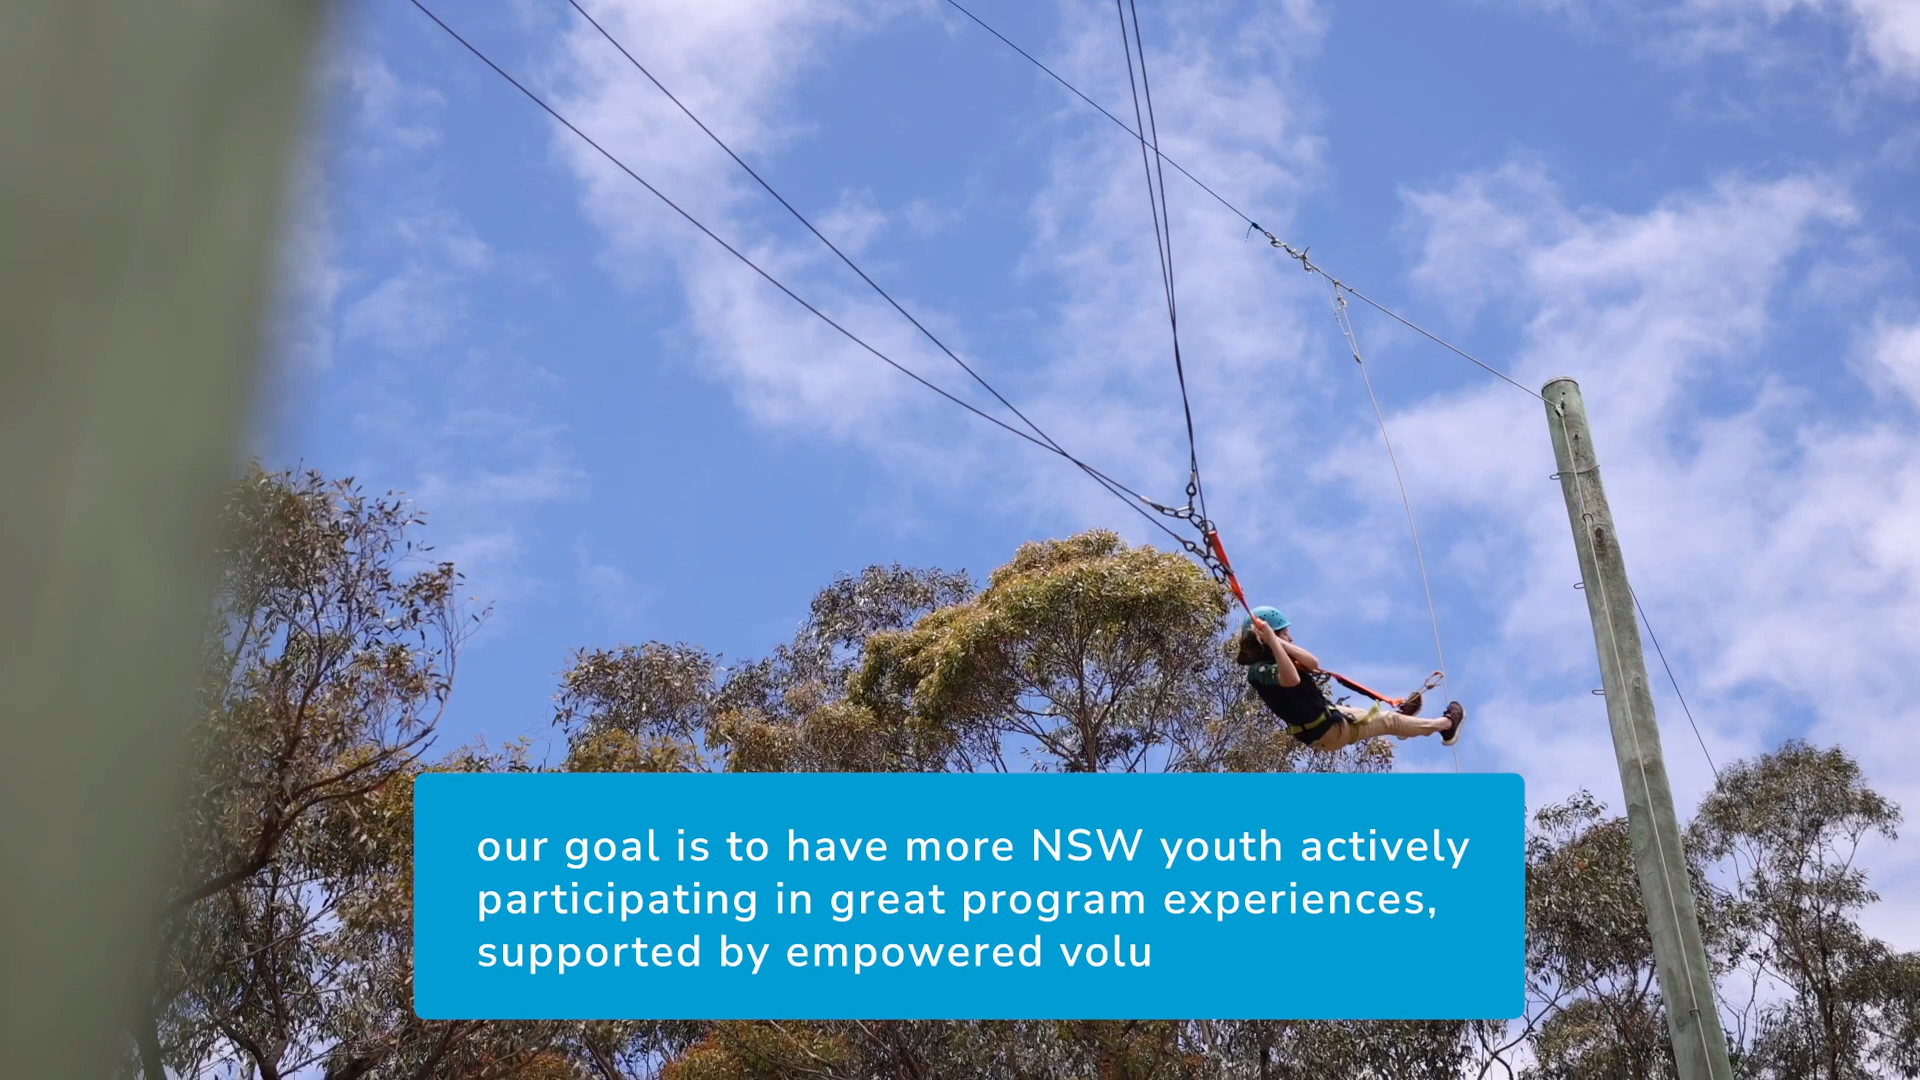 our goal is to have more NSW youth actively
participating in great program experiences,
supported by empowered volu